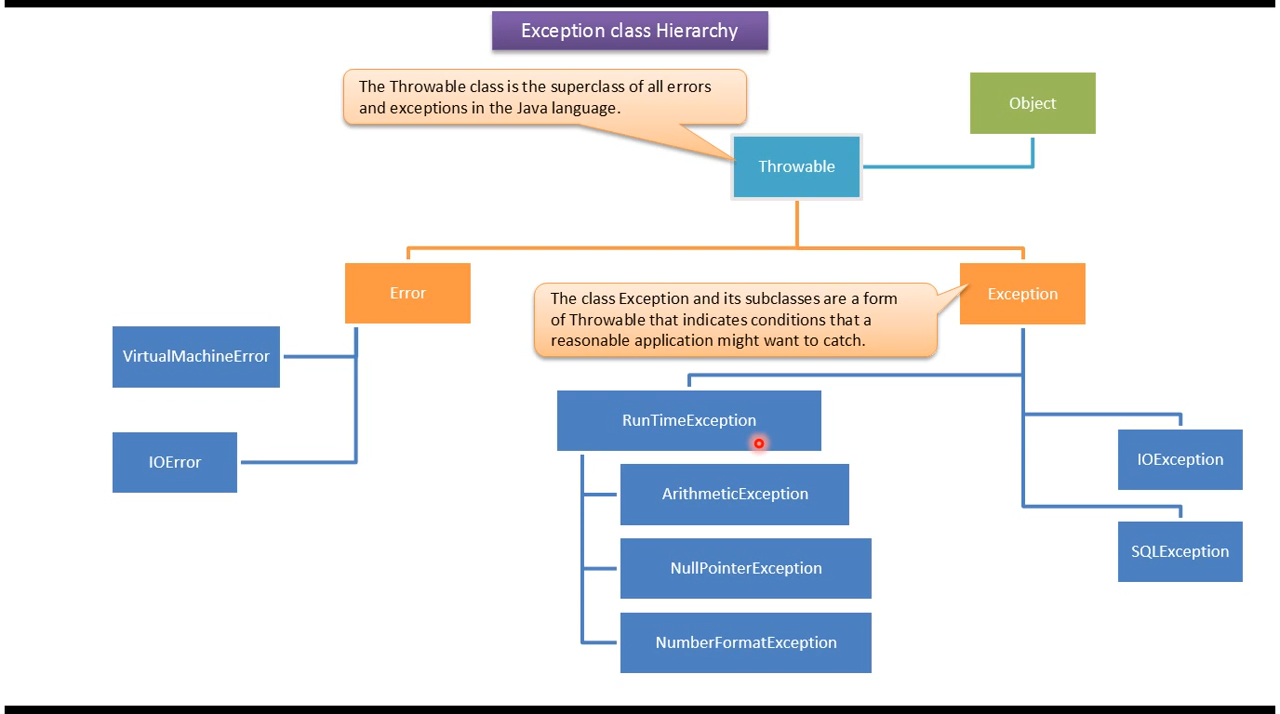 Exception class Hierarchy
The Throwable class is the superclass of all errors
and exceptions in the Java language.
Object
Throwable
Error
Exception
The class Exception and its subclasses are a form
of Throwable that indicates conditions that a
reasonable application might want to catch.
VirtualMachineError
IOError
RunTimeException
ArithmeticException
NullPointerException
NumberFormatException
IOException
SQLException